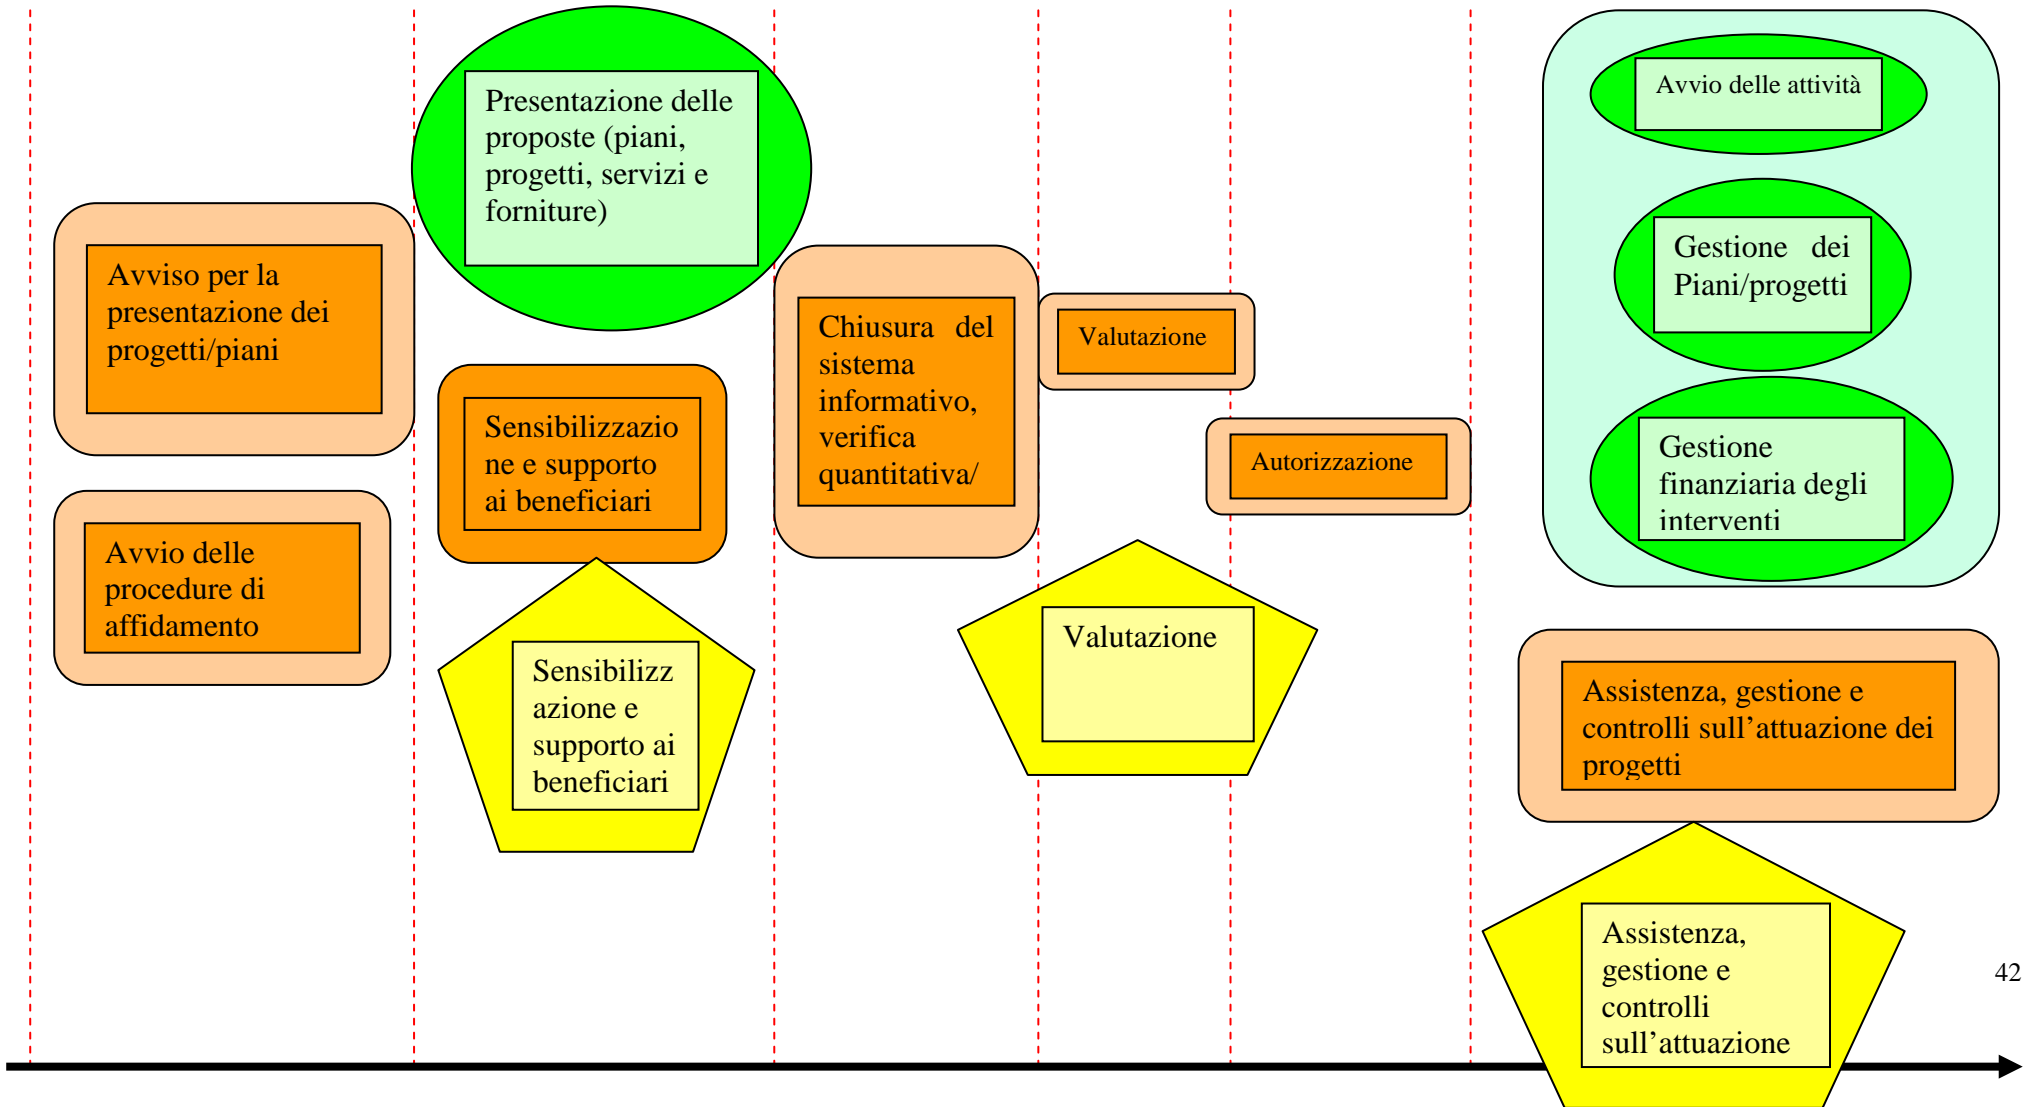 Avviso per la
presentazione dei
progetti/piani
Avvio delle
procedure di
affidamento
Presentazione delle
proposte (piani,
progetti, servizi e
forniture)
Sensibilizzazio
ne e supporto
ai beneficiari
Sensibilizz
azione e
supporto ai
beneficiari
Chiusura del
sistema
informativo,
verifica
quantitativa/
Valutazione
Valutazione
Autorizzazione
Avvio delle attività
Gestione dei
Piani/progetti
Gestione
finanziaria degli
interventi
Assistenza, gestione e
controlli sull’attuazione dei
progetti
Assistenza,
gestione e
controlli
sull’attuazione
42